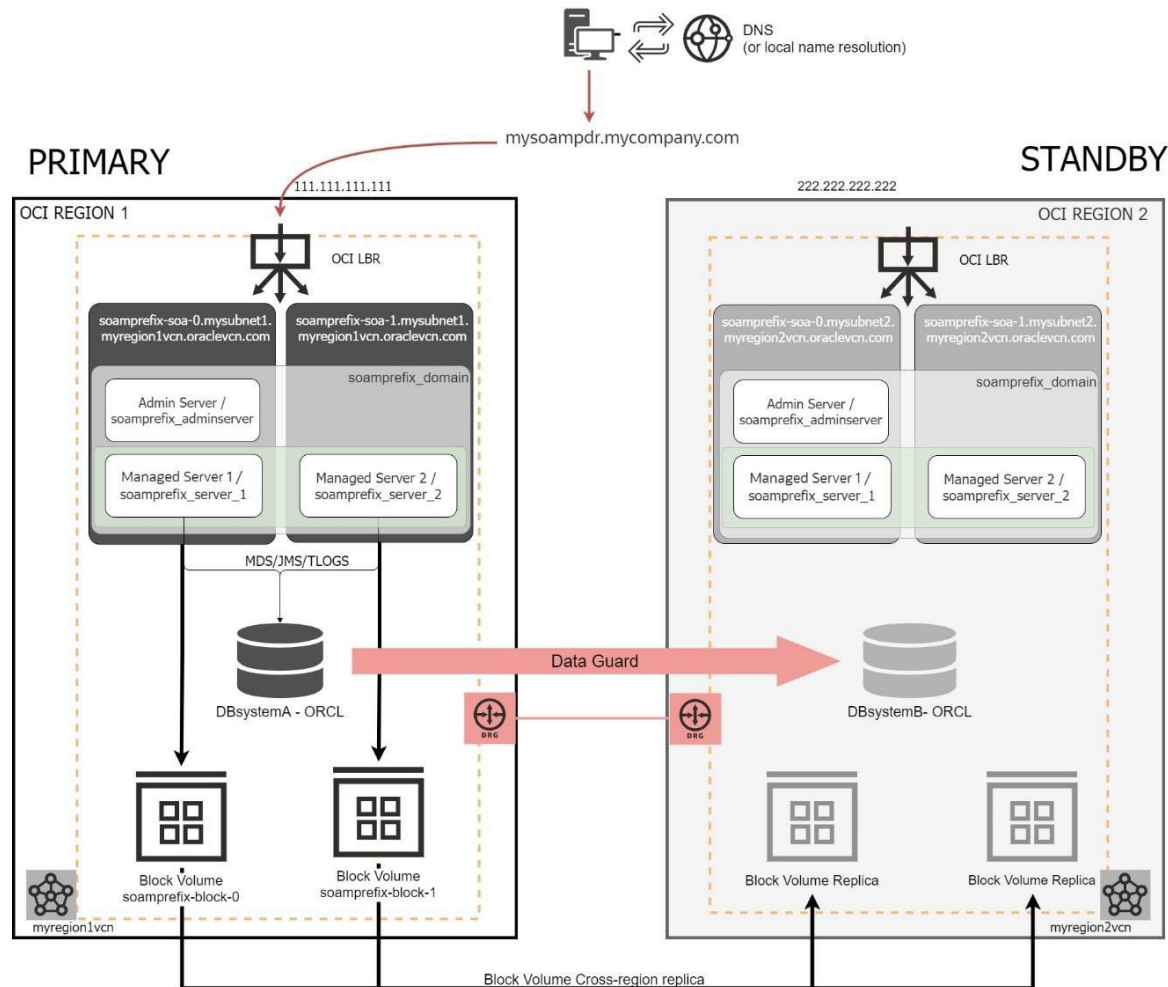 DNS
(or local name resolution)
mysoampdr.mycompany.com
PRIMARY
STANDBY
111.111.111.111
222.222.222.222
OCI REGION 1
OCI LBR
soamprefix-soa-0.mysubnet1.
myregion1vcn.oraclevcn.com
soamprefix-soa-1.mysubnet1.
myregion1vcn.oraclevcn.com
soamprefix_domain
Admin Server /
soamprefix_adminserver
Managed Server 1 /
soamprefix_server_1
Managed Server 2 /
soamprefix_server_2
MDS/JMS/TLOGS
DBsystemA - ORCL
Data Guard
DRG
Block Volume
soamprefix-block-0
Block Volume
soamprefix-block-1
myregion1vcn
OCI REGION 2
OCI LBR
soamprefix-soa-0.mysubnet2.
myregion2vcn.oraclevcn.com
soamprefix-soa-1.mysubnet2.
myregion2vcn.oraclevcn.com
soamprefix_domain
Admin Server /
soamprefix_adminserver
Managed Server 1 /
soamprefix_server_1
Managed Server 2 /
soamprefix_server_2
DBsystemB- ORCL
DRG
Block Volume Replica
Block Volume Replica
myregion2vcn
Block Volume Cross-region replica